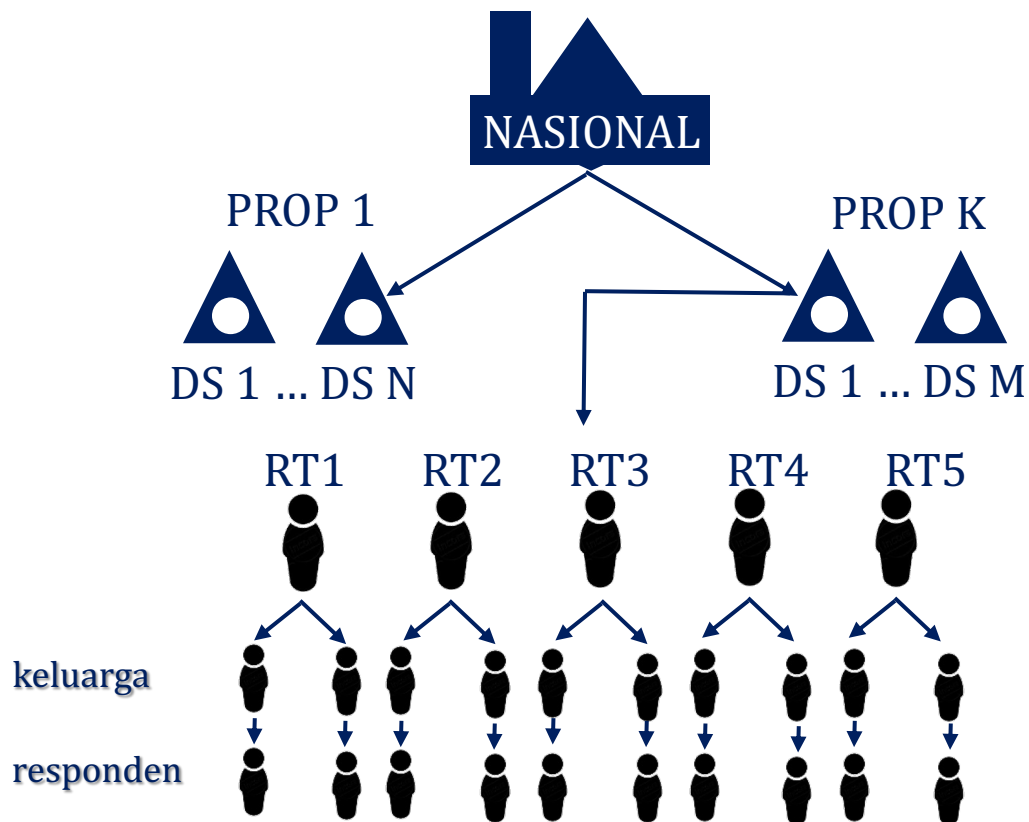 NASIONAL
PROP 1
PROP K
DS 1 ... DS N
DS 1 ... DS M
RT1 RT2 RT3 RT4 RT5
keluarga
responden